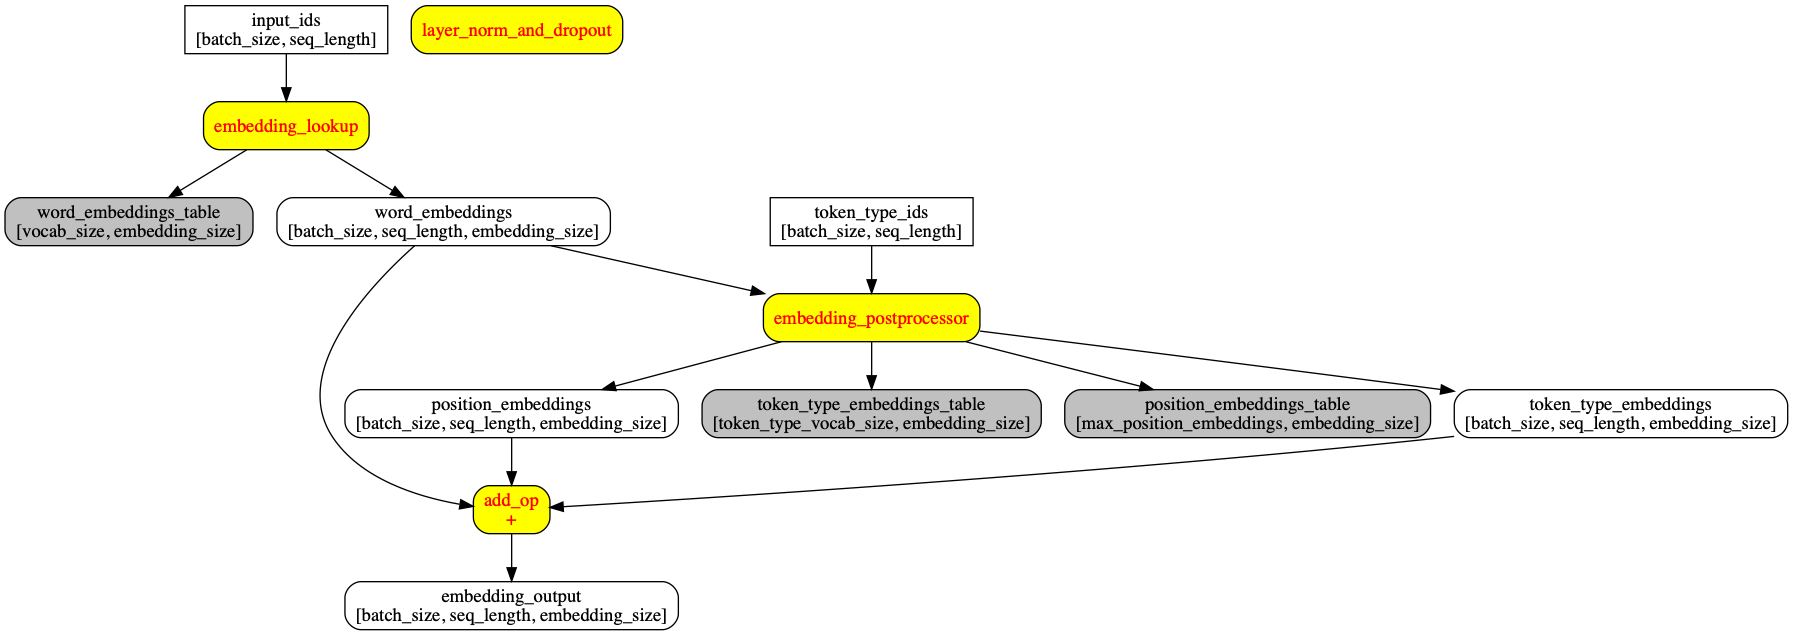 input_ids
[batch_size, seq_length]
layer_norm_and_dropout
embedding_lookup
word_embeddings_table
[vocab_size, embedding_size]
word_embeddings
[batch_size, seq_length, embedding_size]
token_type_ids
[batch_size, seq_length]
embedding_postprocessor
position_embeddings
[batch_size, seq_length, embedding_size]
token_type_embeddings_table
[token_type_vocab_size, embedding_size]
position_embeddings_table
[max_position_embeddings, embedding_size]
token_type_embeddings
[batch_size, seq_length, embedding_size]
add_op
+
embedding_output
[batch_size, seq_length, embedding_size]